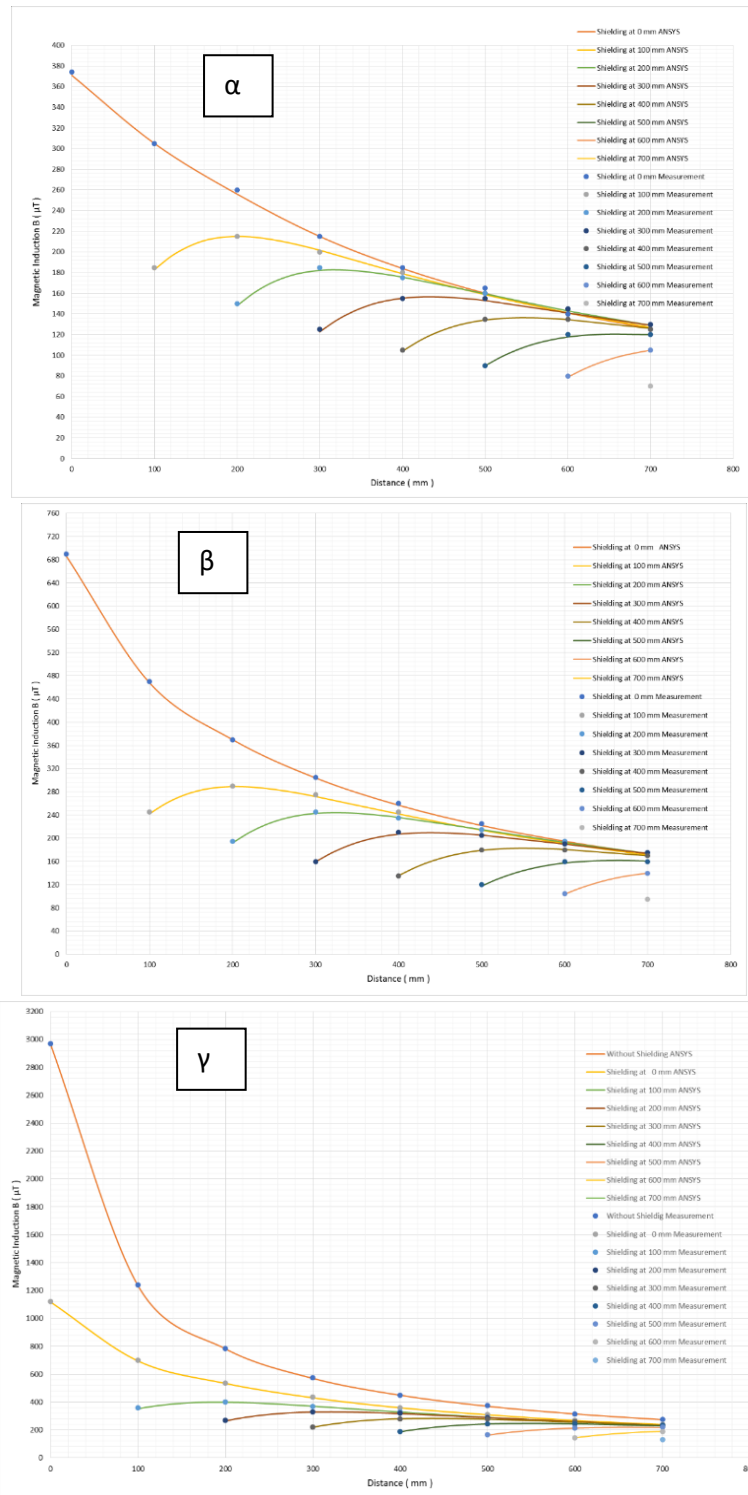 α
Magnetic Induction B ( µT )
400
380
360
340
320
300
280
260
240
220
200
180
160
140
120
100
80
60
40
20
0
0 100 200 300 400 500 600 700 800
Distance ( mm )
Shielding at 0 mm ANSYS
Shielding at 100 mm ANSYS
Shielding at 200 mm ANSYS
Shielding at 300 mm ANSYS
Shielding at 400 mm ANSYS
Shielding at 500 mm ANSYS
Shielding at 600 mm ANSYS
Shielding at 700 mm ANSYS
Shielding at 0 mm Measurement
Shielding at 100 mm Measurement
Shielding at 200 mm Measurement
Shielding at 300 mm Measurement
Shielding at 400 mm Measurement
Shielding at 500 mm Measurement
Shielding at 600 mm Measurement
Shielding at 700 mm Measurement
β
Magnetic Induction B ( µT )
760
720
680
640
600
560
520
480
440
400
360
320
280
240
200
160
120
80
40
0
0 100 200 300 400 500 600 700 800
Distance ( mm )
Shielding at 0 mm ANSYS
Shielding at 100 mm ANSYS
Shielding at 200 mm ANSYS
Shielding at 300 mm ANSYS
Shielding at 400 mm ANSYS
Shielding at 500 mm ANSYS
Shielding at 600 mm ANSYS
Shielding at 700 mm ANSYS
Shielding at 0 mm Measurement
Shielding at 100 mm Measurement
Shielding at 200 mm Measurement
Shielding at 300 mm Measurement
Shielding at 400 mm Measurement
Shielding at 500 mm Measurement
Shielding at 600 mm Measurement
Shielding at 700 mm Measurement
γ
Magnetic Induction B ( µT )
3200
3000
2800
2600
2400
2200
2000
1800
1600
1400
1200
1000
800
600
400
200
0
0 100 200 300 400 500 600 700 800
Distance ( mm )
Without Shielding ANSYS
Shielding at 0 mm ANSYS
Shielding at 100 mm ANSYS
Shielding at 200 mm ANSYS
Shielding at 300 mm ANSYS
Shielding at 400 mm ANSYS
Shielding at 500 mm ANSYS
Shielding at 600 mm ANSYS
Shielding at 700 mm ANSYS
Without Shieldig Measurement
Shielding at 0 mm Measurement
Shielding at 100 mm Measurement
Shielding at 200 mm Measurement
Shielding at 300 mm Measurement
Shielding at 400 mm Measurement
Shielding at 500 mm Measurement
Shielding at 600 mm Measurement
Shielding at 700 mm Measurement